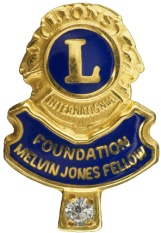 LIONS
L
INTERNATIONAL
FOUNDATION
MELVIN JONES FELLOW